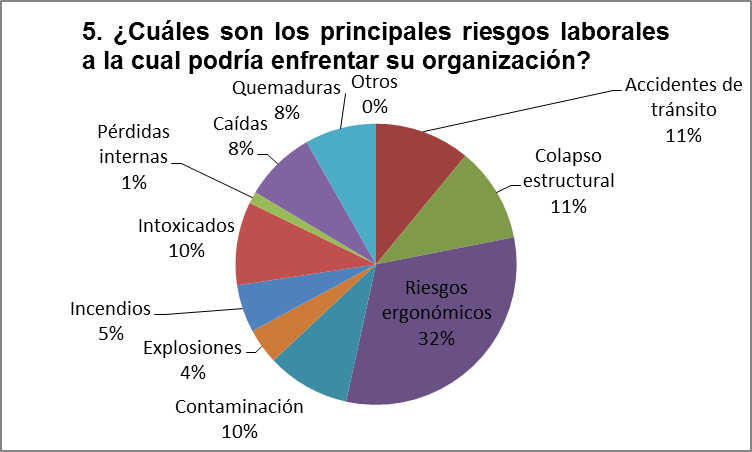 5. ¿Cuáles son los principales riesgos laborales
a la cual podría enfrentar su organización?
Otros
0%
Accidentes de
tránsito
11%
Colapso
estructural
11%
Riesgos
ergonómicos
32%
Contaminación
10%
Explosiones
4%
Incendios
5%
Intoxicados
10%
Pérdidas
internas
1%
Caídas
8%
Quemaduras
8%